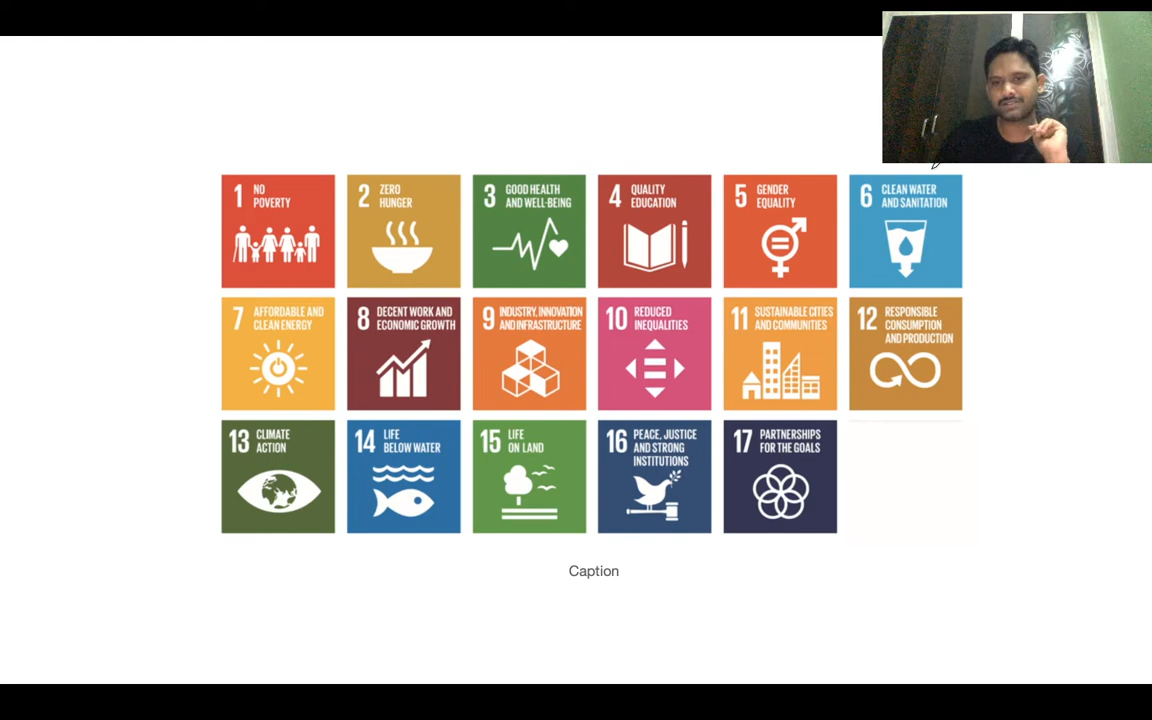 1 NO
POVERTY
2 ZERO
HUNGER
3 GOOD HEALTH
AND WELL-BEING
4 QUALITY
EDUCATION
5 GENDER
EQUALITY
6 CLEAN WATER
AND SANITATION
7 AFFORDABLE AND
CLEAN ENERGY
8 DECENT WORK AND
ECONOMIC GROWTH
9 INDUSTRY, INNOVATION
AND INFRASTRUCTURE
10 REDUCED
INEQUALITIES
11 SUSTAINABLE CITIES
AND COMMUNITIES
12 RESPONSIBLE
CONSUMPTION
AND PRODUCTION
13 CLIMATE
ACTION
14 LIFE
BELOW WATER
15 LIFE
ON LAND
16 PEACE, JUSTICE
AND STRONG
INSTITUTIONS
17 PARTNERSHIPS
FOR THE GOALS
Caption